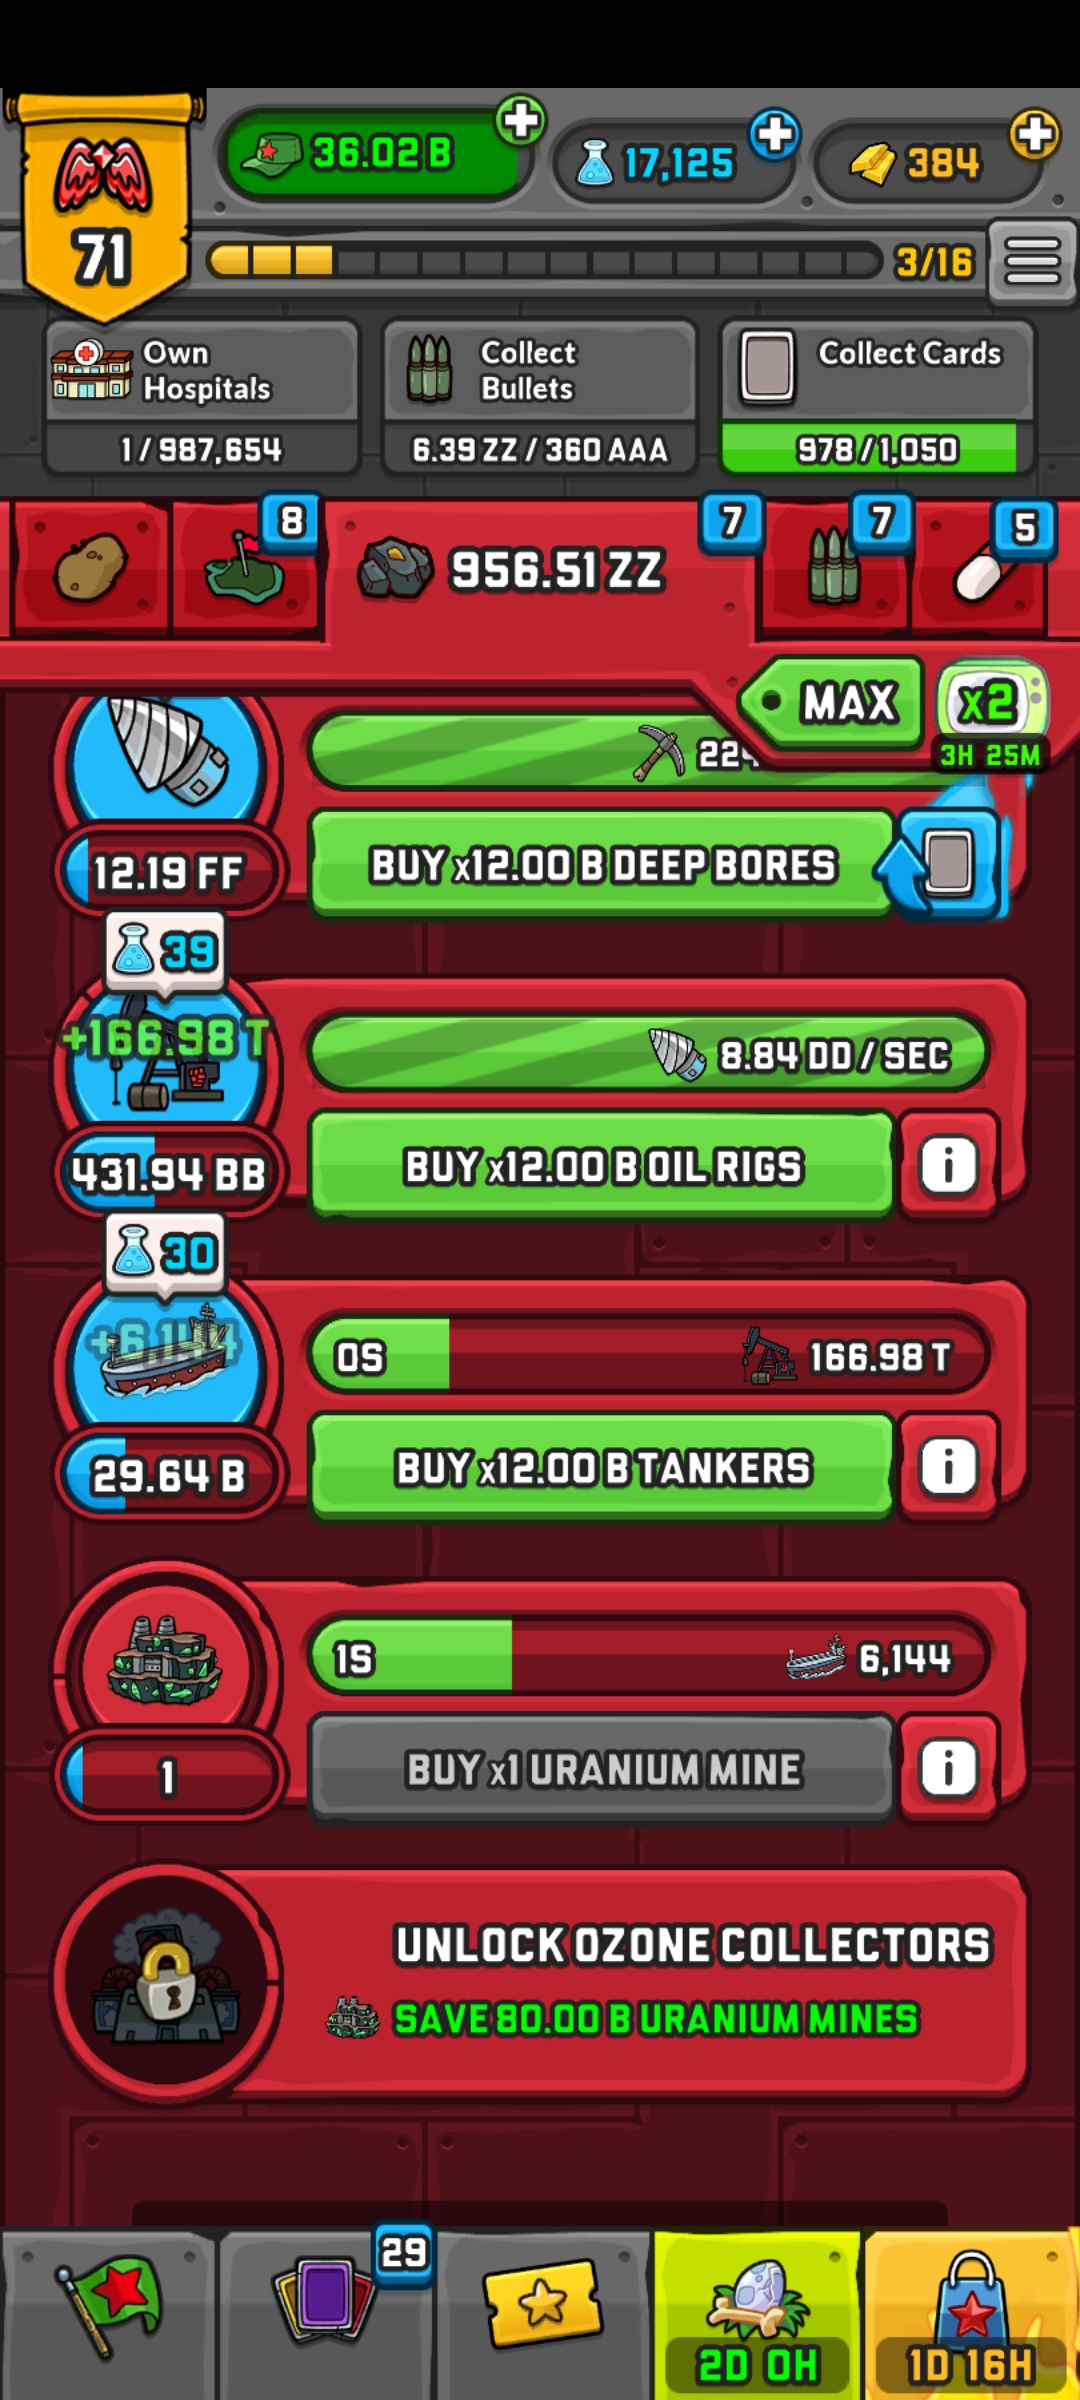 71
36.02 B
17,125
384
3/16
Own
Hospitals
1 / 987,654
Collect
Bullets
6.39 ZZ / 360 AAA
Collect Cards
978 / 1,050
8
956.51 ZZ
7
7
5
MAX
x2
3H 25M
12.19 FF
BUY x12.00 B DEEP BORES
39
+166.98 T
8.84 DD / SEC
431.94 BB
BUY x12.00 B OIL RIGS
i
30
+6,144
0S
166.98 T
29.64 B
BUY x12.00 B TANKERS
i
1S
6,144
1
BUY x1 URANIUM MINE
i
UNLOCK OZONE COLLECTORS
SAVE 80.00 B URANIUM MINES
29
2D 0H
1D 16H